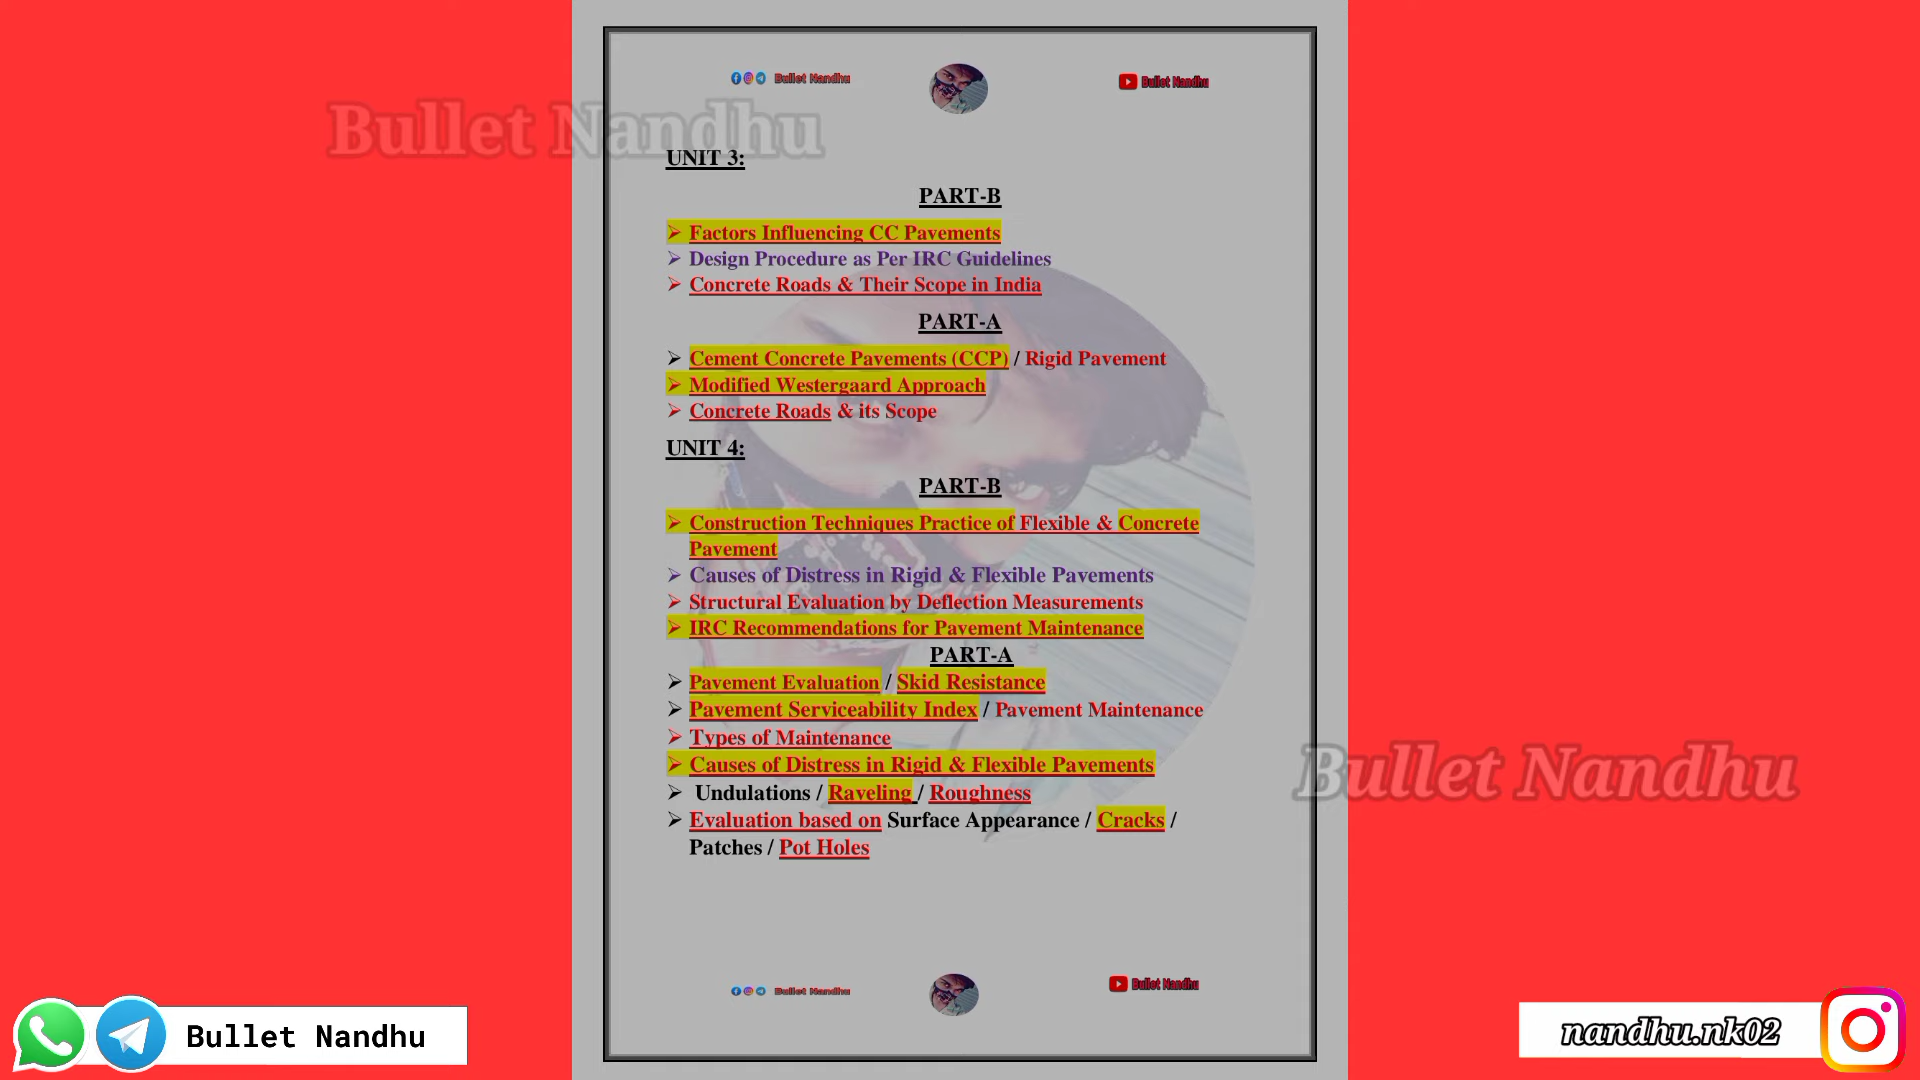 Bullet Nandhu
Bullet Nandhu
Bullet Nandhu
UNIT 3:
PART-B
➢ Factors Influencing CC Pavements
➢ Design Procedure as Per IRC Guidelines
➢ Concrete Roads & Their Scope in India
PART-A
➢ Cement Concrete Pavements (CCP) / Rigid Pavement
➢ Modified Westergaard Approach
➢ Concrete Roads & its Scope
UNIT 4:
PART-B
➢ Construction Techniques Practice of Flexible & Concrete
Pavement
➢ Causes of Distress in Rigid & Flexible Pavements
➢ Structural Evaluation by Deflection Measurements
➢ IRC Recommendations for Pavement Maintenance
PART-A
➢ Pavement Evaluation / Skid Resistance
➢ Pavement Serviceability Index / Pavement Maintenance
➢ Types of Maintenance
➢ Causes of Distress in Rigid & Flexible Pavements
➢ Undulations / Raveling / Roughness
➢ Evaluation based on Surface Appearance / Cracks /
Patches / Pot Holes
Bullet Nandhu
Bullet Nandhu
Bullet Nandhu
Bullet Nandhu
nandhu.nk02